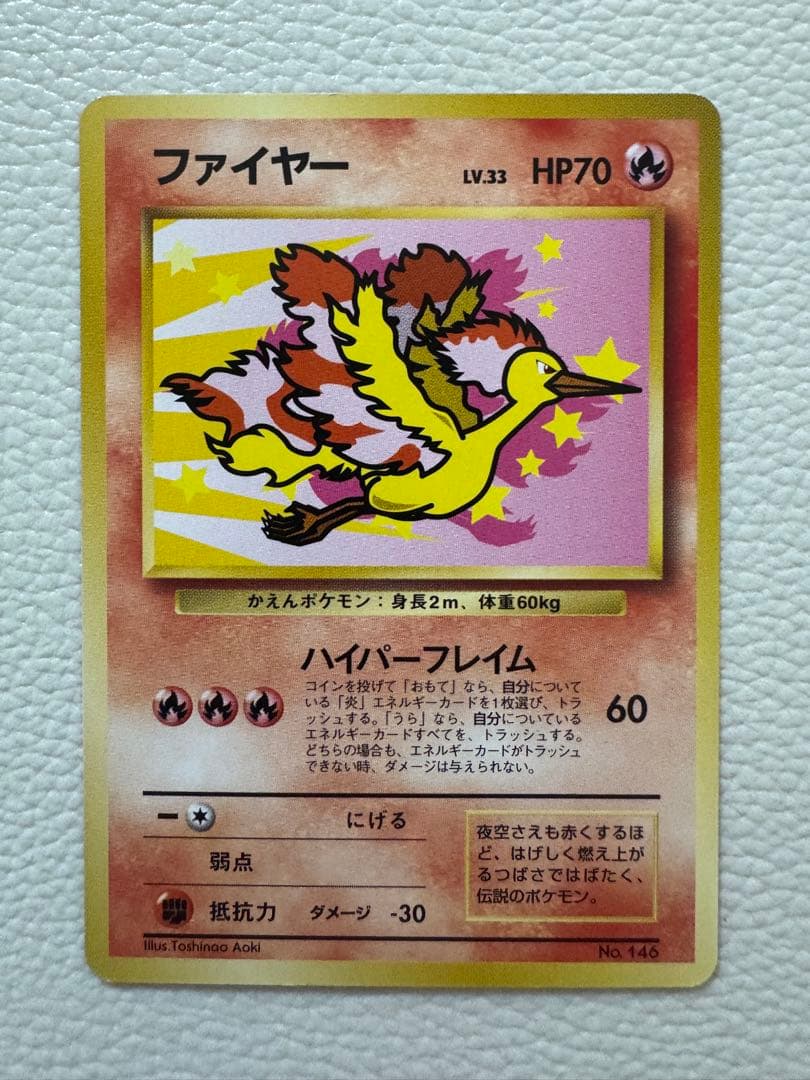 ファイヤー LV.33 HP70
かえんポケモン:身長2m、体重60kg
ハイパーフレイム
コインを投げて「おもて」なら、自分について
いる「炎」エネルギーカードを1枚選び、トラ
ッシュする。「うら」なら、自分についている
エネルギーカードすべてを、トラッシュする。
どちらの場合も、エネルギーカードがトラッシュ
できない時、ダメージは与えられない。
60
にげる
弱点
抵抗力 ダメージ -30
夜空さえも赤くするほ
ど、はげしく燃え上が
るつばさではばたく、
伝説のポケモン。
Illus.Toshinao Aoki
No. 146